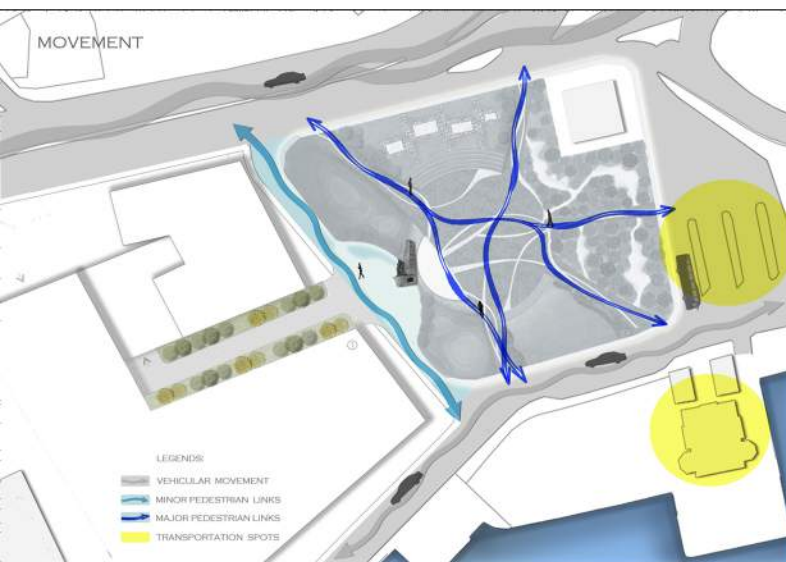 MOVEMENT
LEGENDS:
VEHICULAR MOVEMENT
MINOR PEDESTRIAN LINKS
MAJOR PEDESTRIAN LINKS
TRANSPORTATION SPOTS